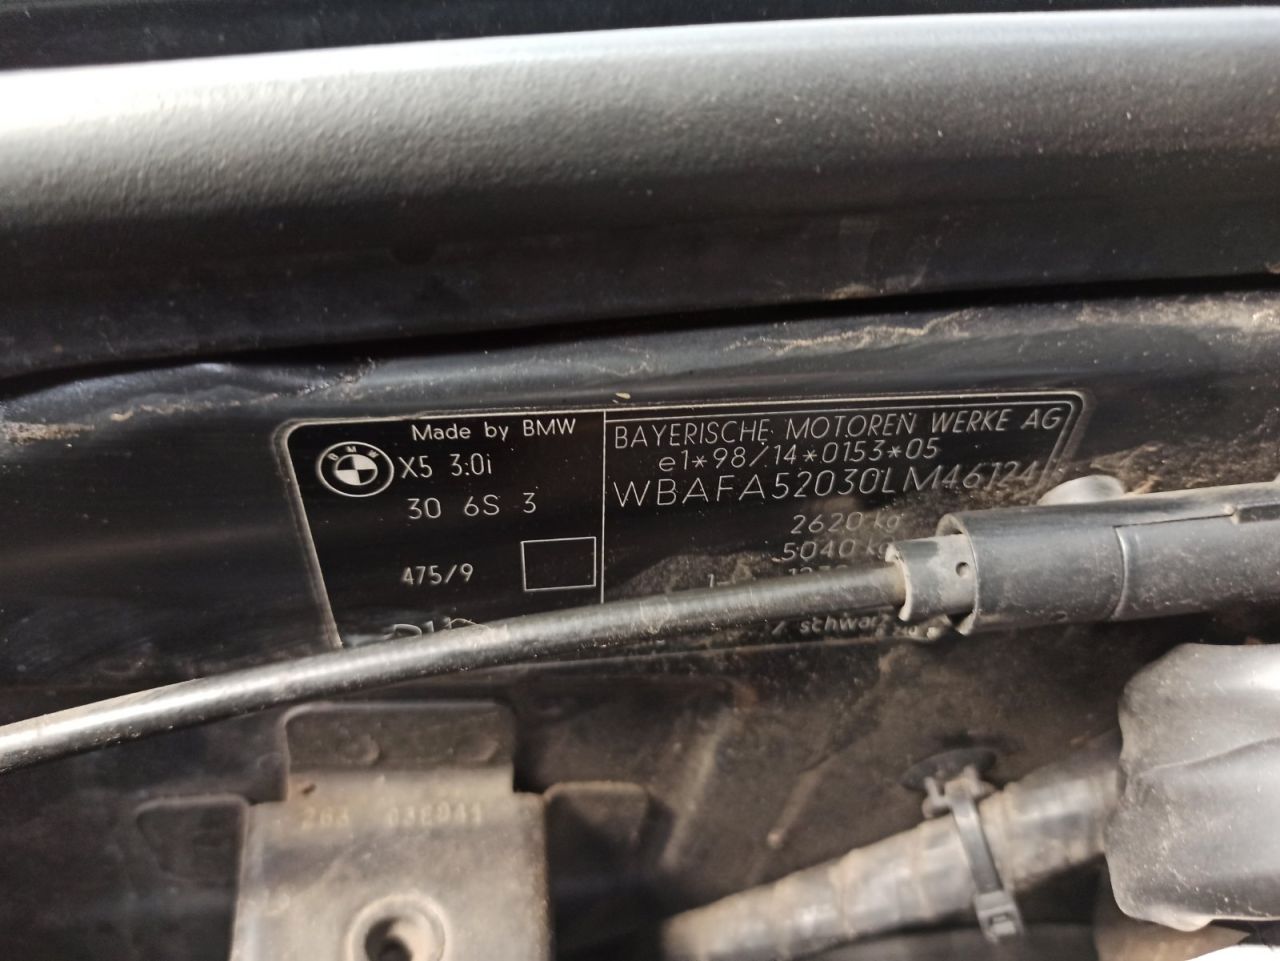 Made by BMW
BMW
X5 3.0i
30 6S 3
475/9
BAYERISCHE MOTOREN WERKE AG
e1*98/14*0153*05
WBAFA52030LM46124
2620 kg
5040 kg
schwarz